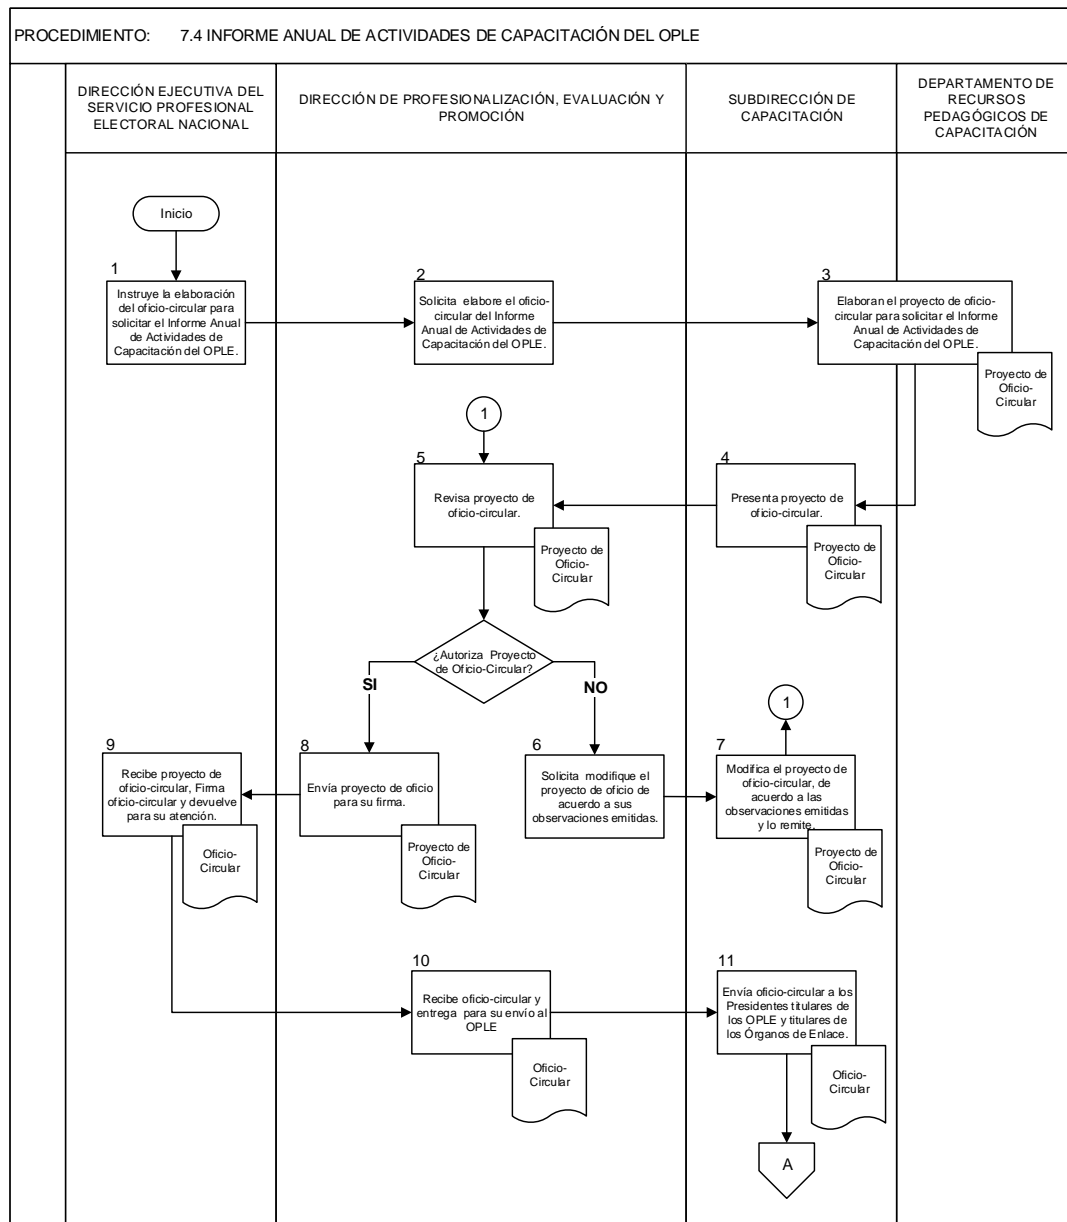 PROCEDIMIENTO: 7.4 INFORME ANUAL DE ACTIVIDADES DE CAPACITACIÓN DEL OPLE
DIRECCIÓN EJECUTIVA DEL
SERVICIO PROFESIONAL
ELECTORAL NACIONAL
DIRECCIÓN DE PROFESIONALIZACIÓN, EVALUACIÓN Y
PROMOCIÓN
SUBDIRECCIÓN DE
CAPACITACIÓN
DEPARTAMENTO DE
RECURSOS
PEDAGÓGICOS DE
CAPACITACIÓN
Inicio
1
Instruye la elaboración
del oficio-circular para
solicitar el Informe Anual
de Actividades de
Capacitación del OPLE.
2
Solicita elabore el oficio-
circular del Informe
Anual de Actividades de
Capacitación del OPLE.
3
Elaboran el proyecto de oficio-
circular para solicitar el Informe
Anual de Actividades de
Capacitación del OPLE.
Proyecto de
Oficio-
Circular
1
5
Revisa proyecto de
oficio-circular.
Proyecto de
Oficio-
Circular
4
Presenta proyecto de
oficio-circular.
Proyecto de
Oficio-
Circular
¿Autoriza Proyecto
de Oficio-Circular?
SI
NO
1
9
Recibe proyecto de
oficio-circular, Firma
oficio-circular y devuelve
para su atención.
Oficio-
Circular
8
Envía proyecto de oficio
para su firma.
Proyecto de
Oficio-
Circular
6
Solicita modifique el
proyecto de oficio de
acuerdo a sus
observaciones emitidas.
7
Modifica el proyecto de
oficio-circular, de
acuerdo a las
observaciones emitidas
y lo remite.
Proyecto de
Oficio-
Circular
10
Recibe oficio-circular y
entrega para su envío al
OPLE
Oficio-
Circular
11
Envía oficio-circular a los
Presidentes titulares de
los OPLE y titulares de
los Órganos de Enlace.
Oficio-
Circular
A